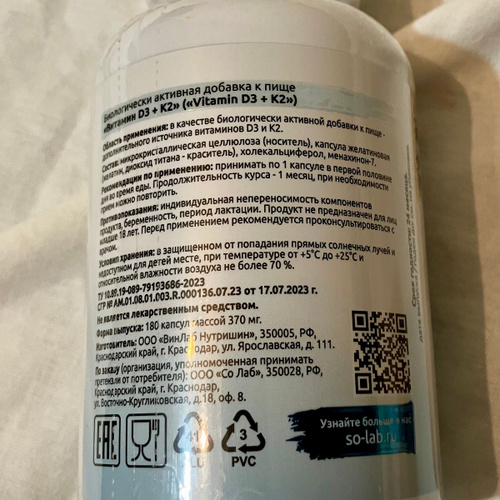 Биологически активная добавка к пище
«Витамин D3 + K2» («Vitamin D3 + K2»)
Область применения: в качестве биологически активной добавки к пище -
дополнительного источника витаминов D3 и K2.
Состав: микрокристаллическая целлюлоза (носитель), капсула желатиновая
(желатин, диоксид титана - краситель), холекальциферол, менахинон-7.
Рекомендации по применению: принимать по 1 капсуле в первой половине
дня во время еды. Продолжительность курса - 1 месяц, при необходимости
прием можно повторить.
Противопоказания: индивидуальная непереносимость компонентов
продукта, беременность, период лактации. Продукт не предназначен для лиц
младше 18 лет. Перед применением рекомендуется проконсультироваться с
врачом.
Условия хранения: в защищенном от попадания прямых солнечных лучей и
недоступном для детей месте, при температуре от +5°C до +25°C и
относительной влажности воздуха не более 70 %.
ТУ 10.89.19-089-79193686-2023
СГР № AM.01.08.01.003.R.000136.07.23 от 17.07.2023 г.
Не является лекарственным средством.
Форма выпуска: 180 капсул массой 370 мг.
Изготовитель: ООО «ВинЛаб Нутришин», 350005, РФ,
Краснодарский край, г. Краснодар, ул. Ярославская, д. 111.
По заказу (организация, уполномоченная принимать
претензии от потребителя): ООО «Со Лаб», 350028, РФ,
Краснодарский край, г. Краснодар,
ул. Восточно-Кругликовская, д.18, оф. 8.
EAC
41
ALU
3
PVC
Узнайте больше о нас
so-lab.ru
Срок годности: 24 месяца.